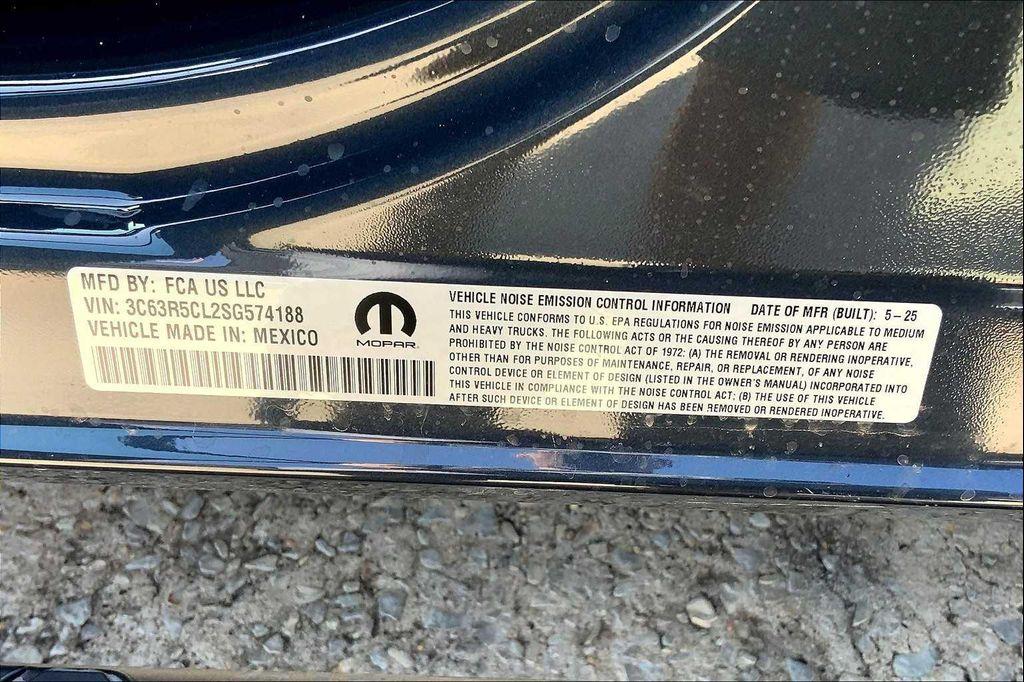 MFD BY: FCA US LLC
VIN: 3C63R5CL2SG574188
VEHICLE MADE IN: MEXICO
MOPAR
VEHICLE NOISE EMISSION CONTROL INFORMATION DATE OF MFR (BUILT): 5-25
THIS VEHICLE CONFORMS TO U.S. EPA REGULATIONS FOR NOISE EMISSION APPLICABLE TO MEDIUM
AND HEAVY TRUCKS. THE FOLLOWING ACTS OR THE CAUSING THEREOF BY ANY PERSON ARE
PROHIBITED BY THE NOISE CONTROL ACT OF 1972: (A) THE REMOVAL OR RENDERING INOPERATIVE,
OTHER THAN FOR PURPOSES OF MAINTENANCE, REPAIR, OR REPLACEMENT, OF ANY NOISE
CONTROL DEVICE OR ELEMENT OF DESIGN (LISTED IN THE OWNER'S MANUAL) INCORPORATED INTO
THIS VEHICLE IN COMPLIANCE WITH THE NOISE CONTROL ACT; (B) THE USE OF THIS VEHICLE
AFTER SUCH DEVICE OR ELEMENT OF DESIGN HAS BEEN REMOVED OR RENDERED INOPERATIVE.